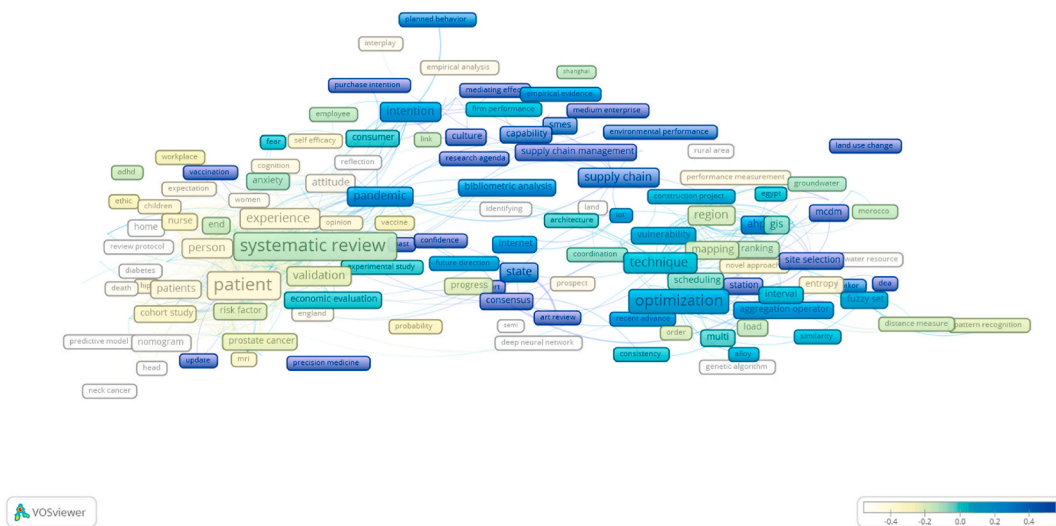 planned behavior
interplay
empirical analysis
shanghai
purchase intention
mediating effect
empirical evidence
employee
intention
firm performance
medium enterprise
smes
fear
self efficacy
consumer
link
culture
capability
environmental performance
workplace
cognition
reflection
research agenda
supply chain management
rural area
land use change
adhd
vaccination
expectation
anxiety
attitude
supply chain
performance measurement
groundwater
ethic
children
women
pandemic
bibliometric analysis
construction project
egypt
home
nurse
end
experience
opinion
vaccine
identifying
land
iot
region
ahp
gis
mcdm
morocco
architecture
review protocol
person
systematic review
confidence
internet
vulnerability
mapping
ranking
coordination
diabetes
experimental study
future direction
state
technique
novel approach
site selection
water resource
death
hip
patients
patient
validation
progress
prospect
scheduling
station
entropy
dea
cohort study
risk factor
economic evaluation
consensus
optimization
interval
fuzzy set
england
art review
recent advance
aggregation operator
predictive model
nomogram
prostate cancer
probability
semi
order
load
distance measure
pattern recognition
deep neural network
multi
similarity
head
update
mri
precision medicine
consistency
alloy
genetic algorithm
neck cancer
VOSviewer
-0.4
-0.2
0.0
0.2
0.4